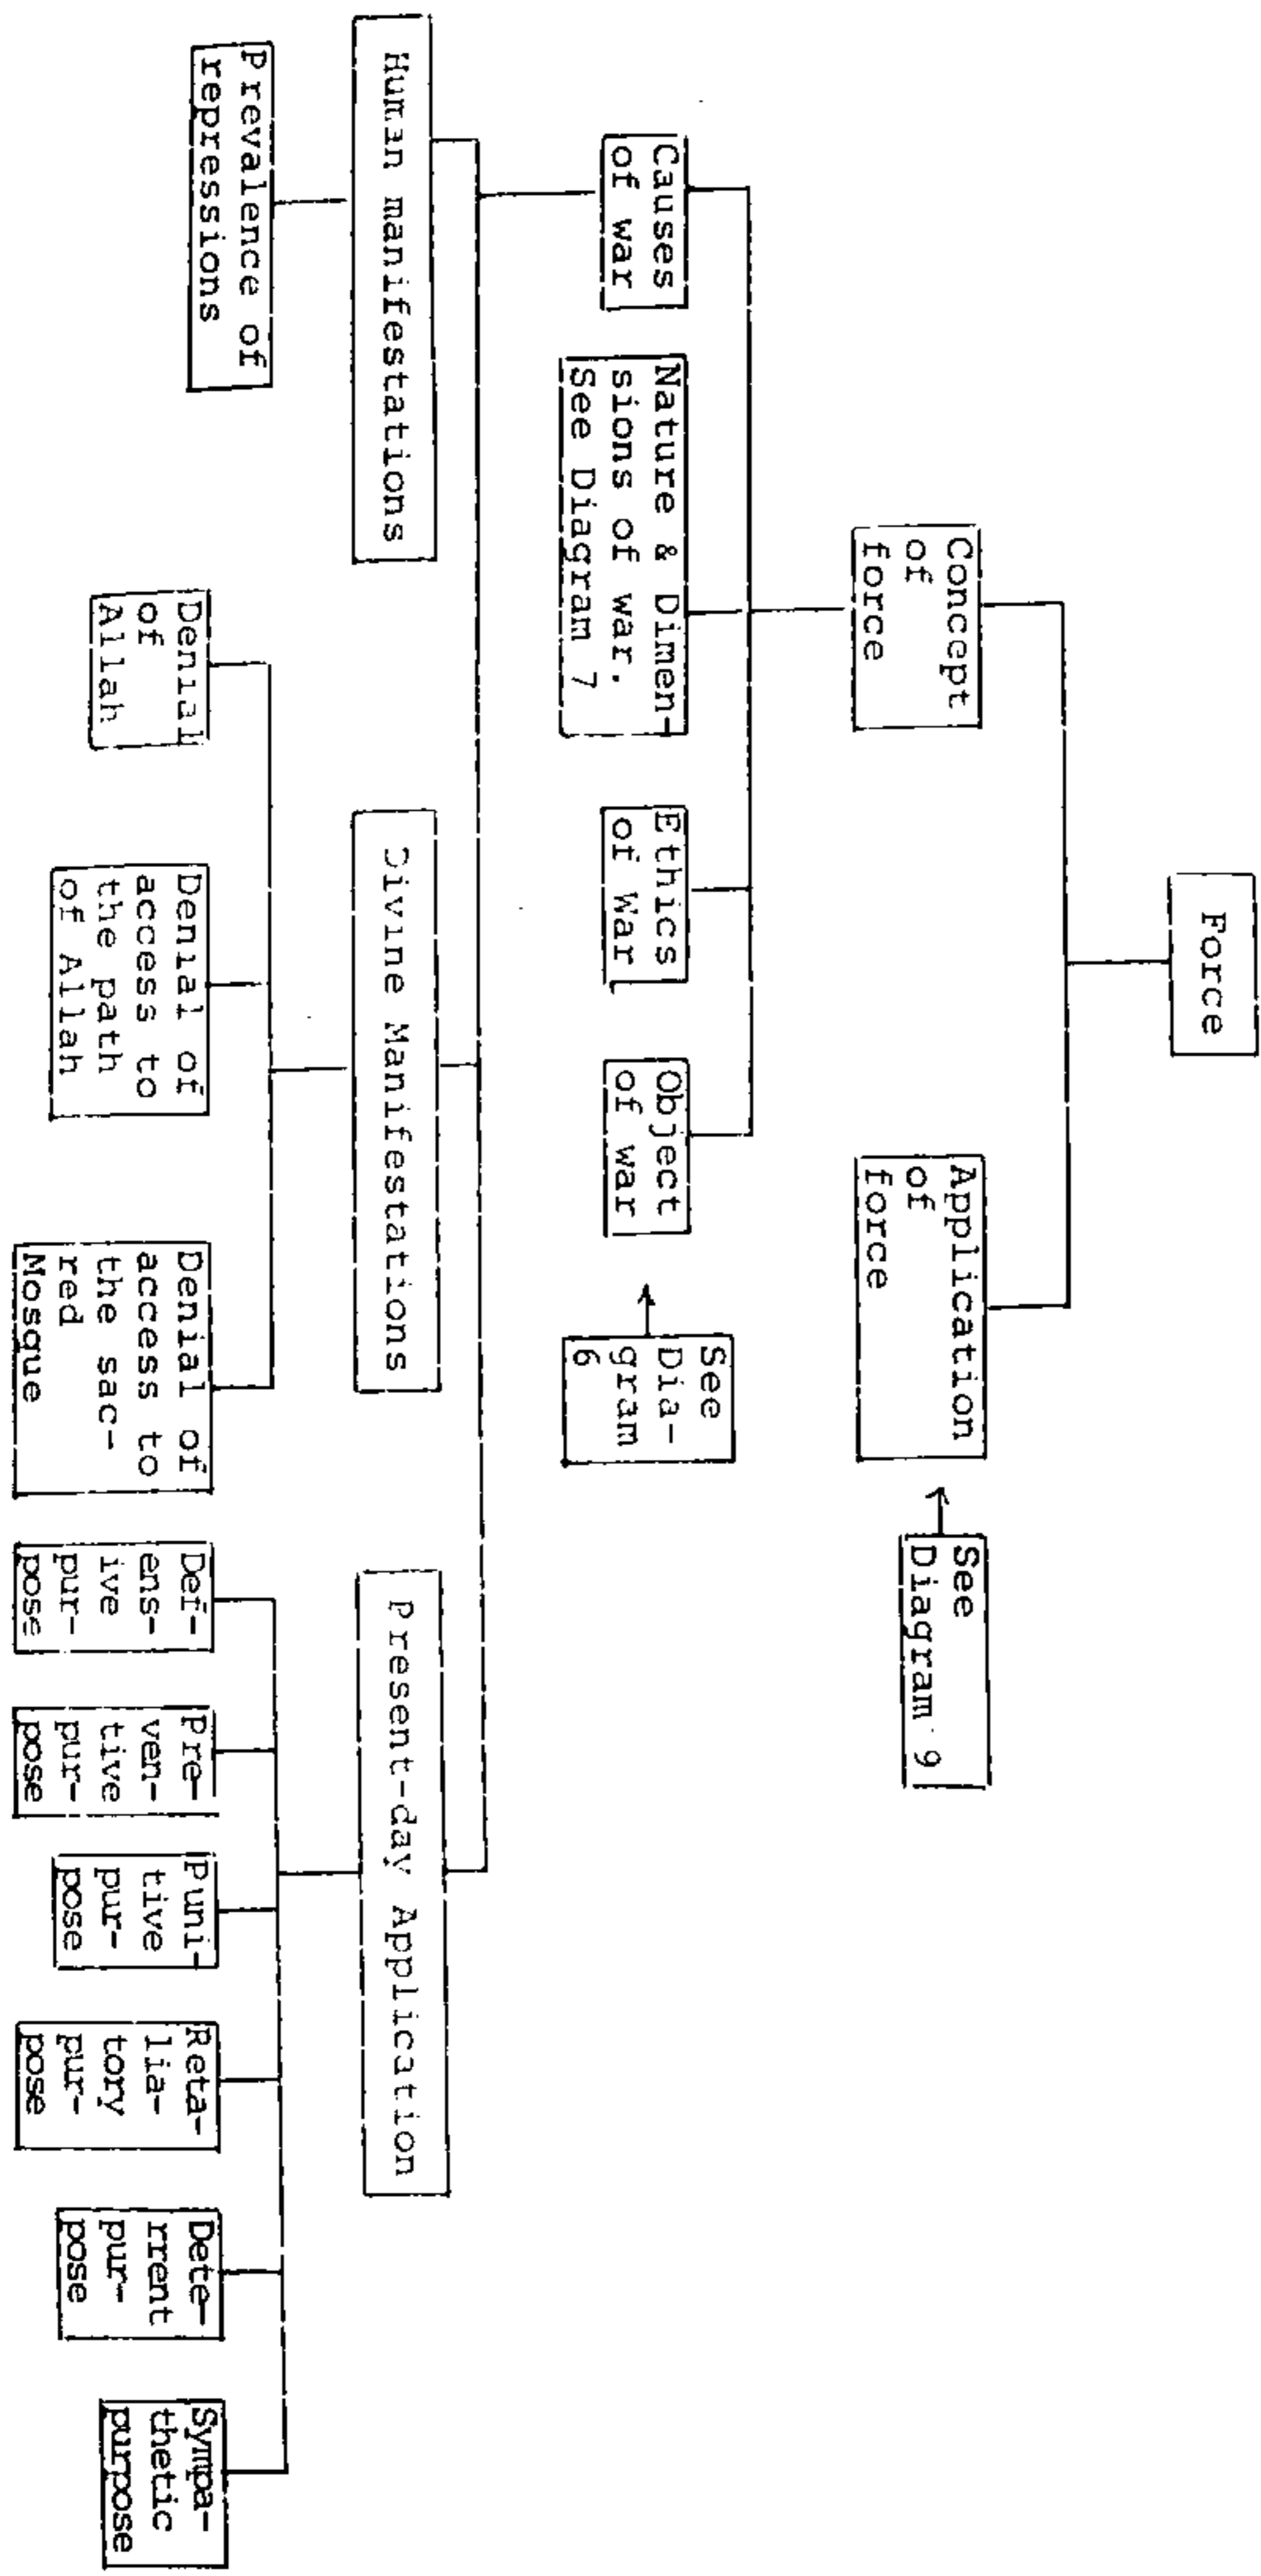 Force
Concept
of
force
Application
of
force
See
Diagram 9
Causes
of war
Nature & Dimen-
sions of war.
See Diagram 7
Ethics
of War
Object
of war
See
Dia-
gram
6
Human manifestations
Divine Manifestations
Present-day Application
Prevalence of
repressions
Denial
of
Allah
Denial of
access to
the path
of Allah
Denial of
access to
the sac-
red
Mosque
Def-
ens-
ive
pur-
pose
Pre-
ven-
tive
pur-
pose
Puni-
tive
pur-
pose
Reta-
lia-
tory
pur-
pose
Dete-
rrent
pur-
pose
Sympa-
thetic
purpose